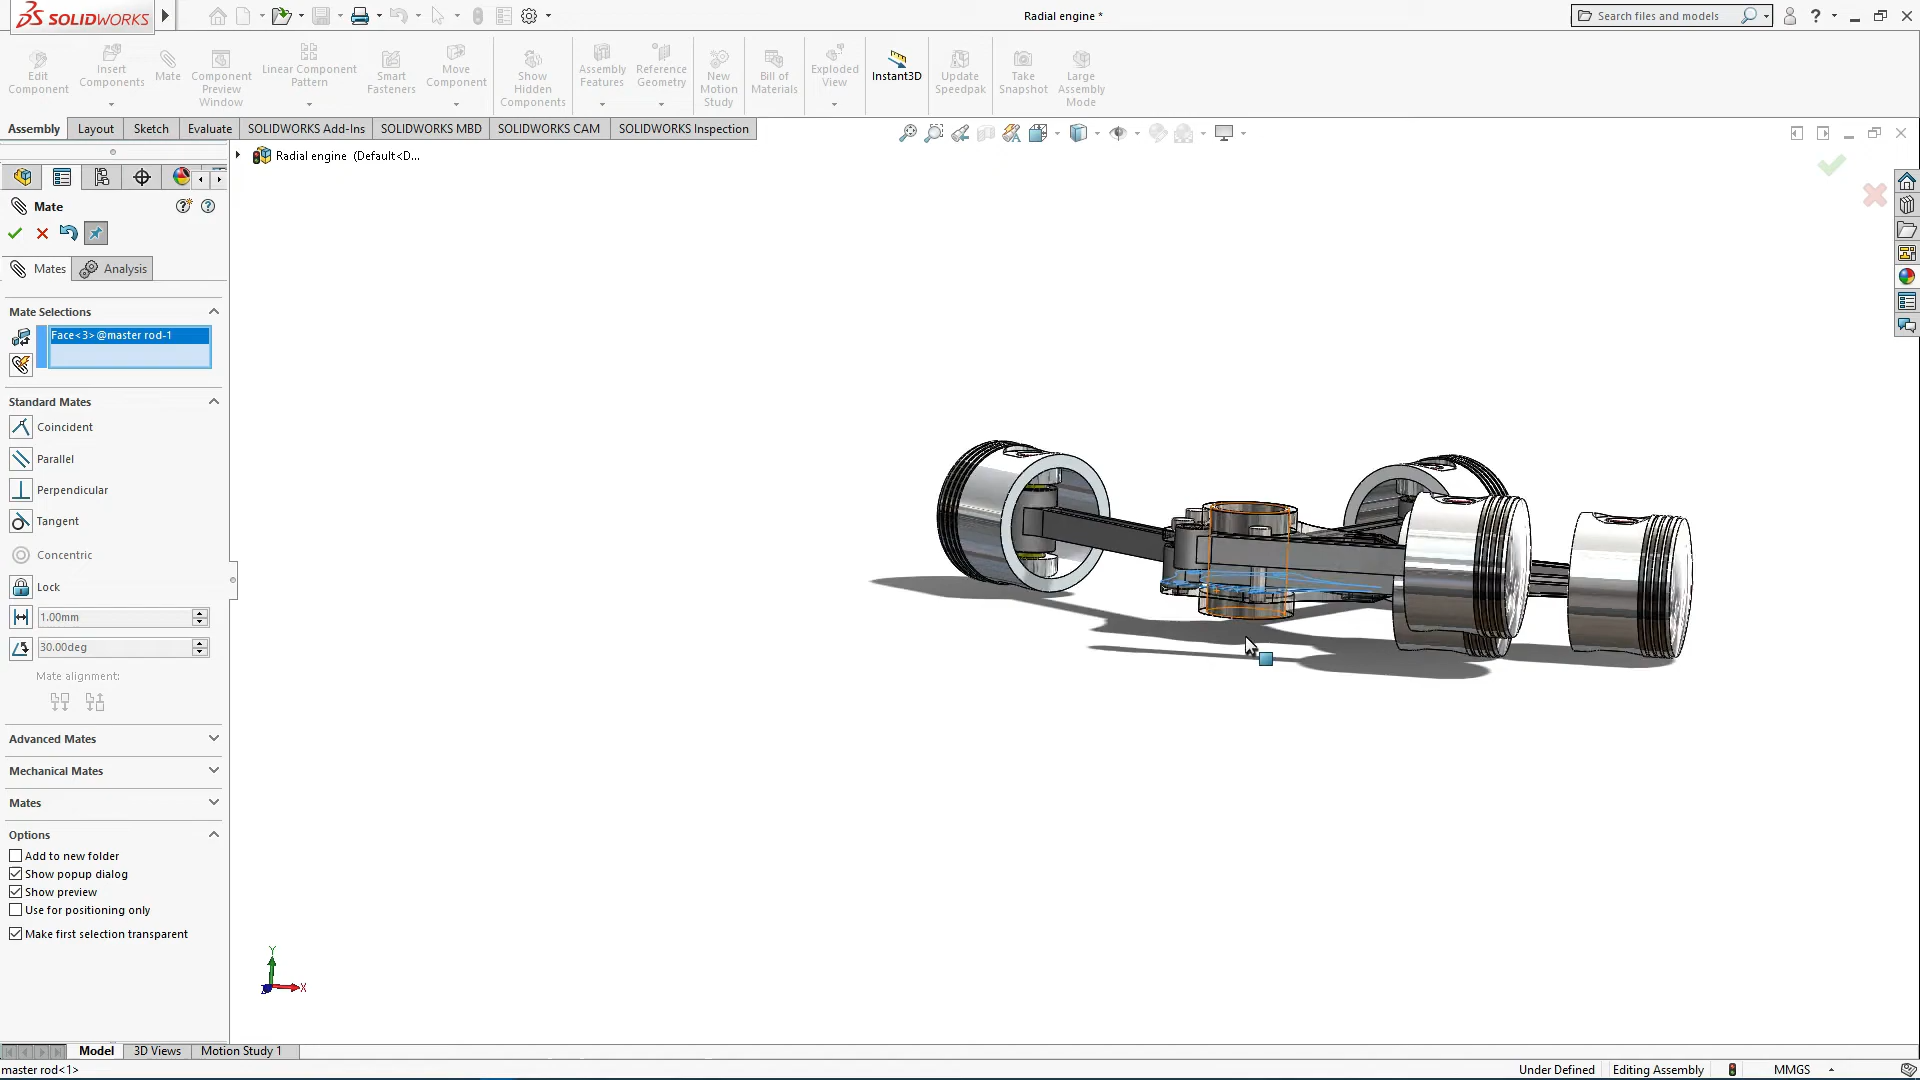 SOLIDWORKS
Radial engine *
Search files and models
Edit Component
Insert Components
Mate
Component Preview Window
Linear Component Pattern
Smart Fasteners
Move Component
Show Hidden Components
Assembly Features
Reference Geometry
New Motion Study
Bill of Materials
Exploded View
Instant3D
Update Speedpak
Take Snapshot
Large Assembly Mode
Assembly
Layout
Sketch
Evaluate
SOLIDWORKS Add-Ins
SOLIDWORKS MBD
SOLIDWORKS CAM
SOLIDWORKS Inspection
Radial engine (Default<D...
Mate
Mates
Analysis
Mate Selections
Face<3>@master rod-1
Standard Mates
Coincident
Parallel
Perpendicular
Tangent
Concentric
Lock
1.00mm
30.00deg
Mate alignment:
Advanced Mates
Mechanical Mates
Mates
Options
Add to new folder
Show popup dialog
Show preview
Use for positioning only
Make first selection transparent
Y
X
Model
3D Views
Motion Study 1
master rod<1>
Under Defined
Editing Assembly
MMGS